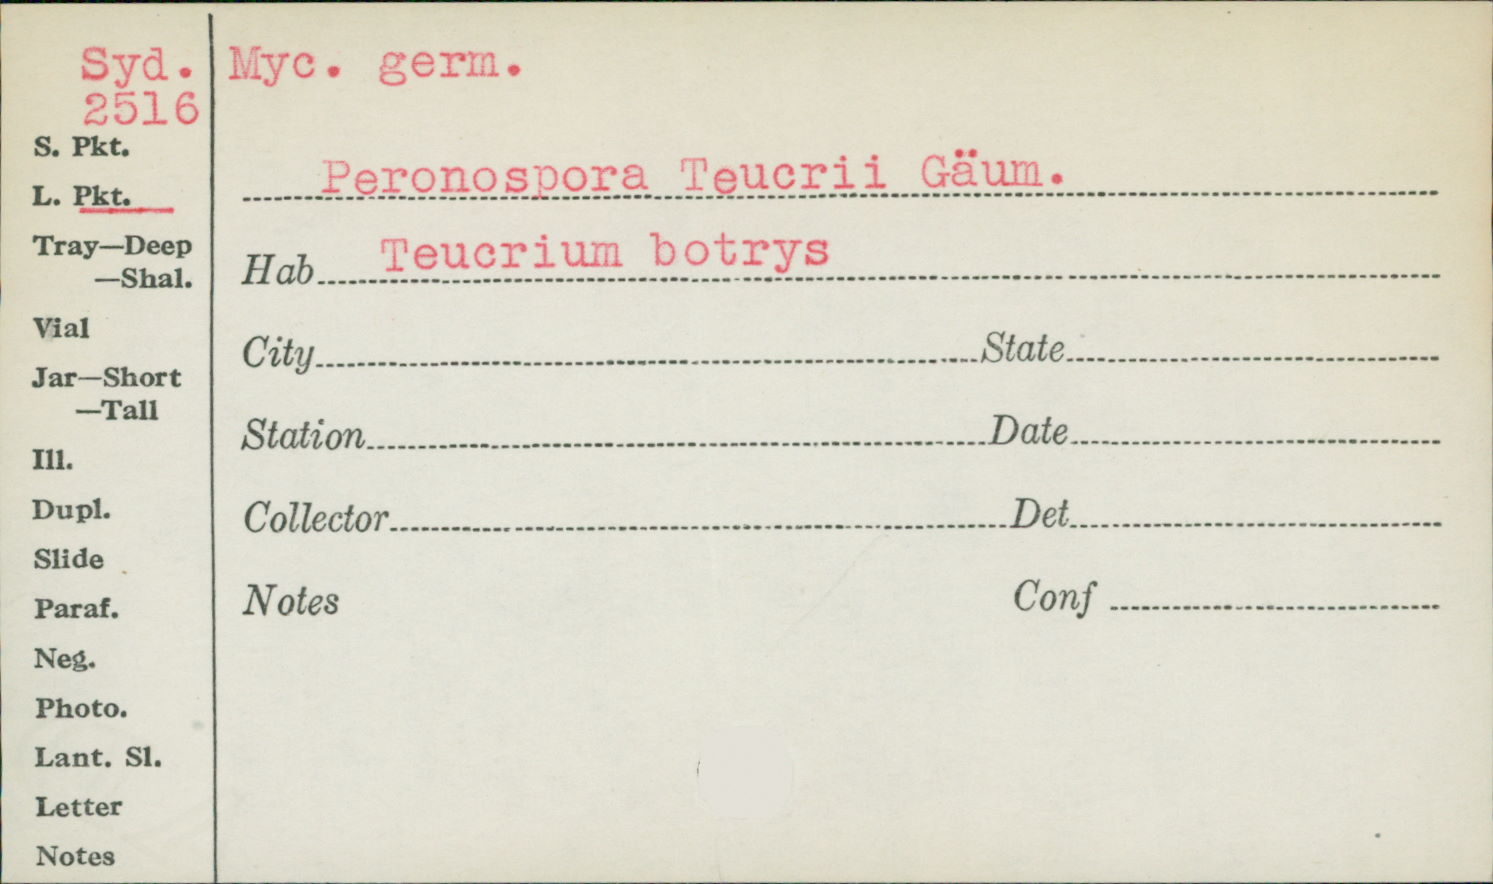 Syd. Myc. germ.
2516
S. Pkt.
L. Pkt.
Peronospora Teucrii Gäum.
Tray—Deep
—Shal.
Hab Teucrium botrys
Vial
City State
Jar—Short
—Tall
Station Date
Ill.
Dupl.
Collector Det
Slide
Paraf.
Notes Conf
Neg.
Photo.
Lant. Sl.
Letter
Notes